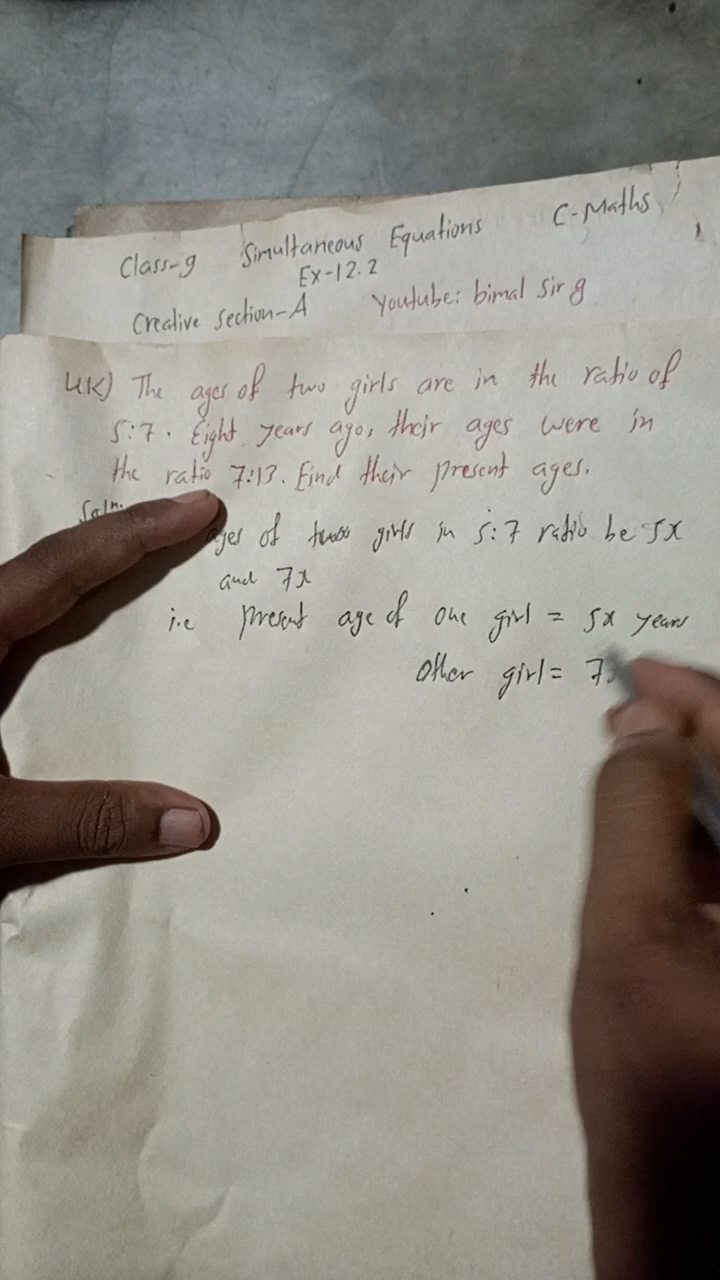 Class-9 Simultaneous Equations C-Maths
Ex-12.2
Creative section-A Youtube: bimal sir g
4K) The ages of two girls are in the ratio of
5:7. Eight years ago, their ages were in
the ratio 7:13. Find their present ages.
Soln:
ages of two girls in 5:7 ratio be 5x
and 7x
i.e present age of one girl = 5x years
Other girl = 7x